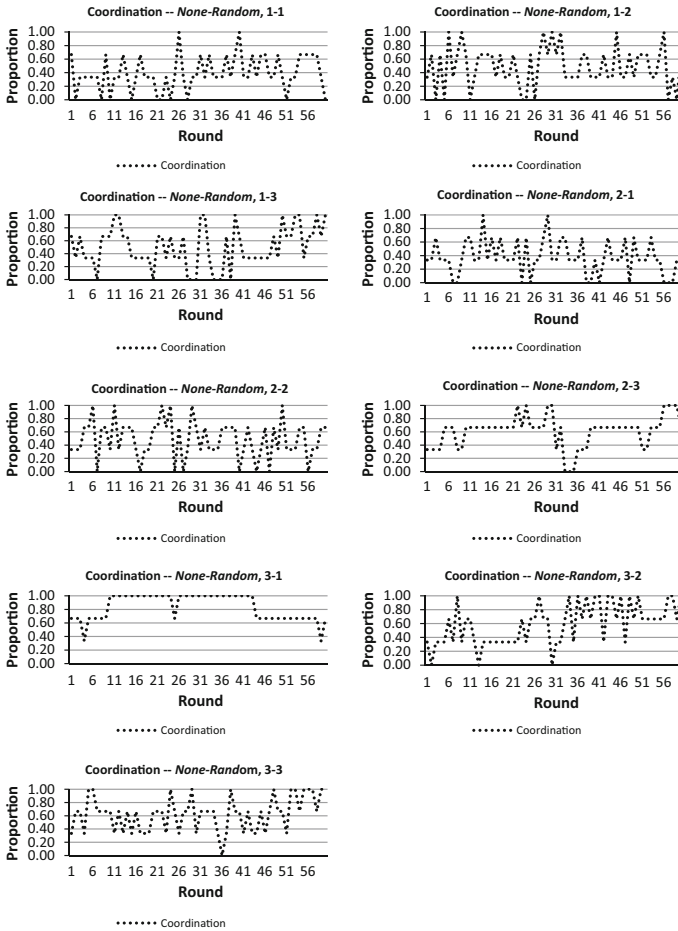 Coordination -- None-Random, 1-1
Proportion
1.00
0.80
0.60
0.40
0.20
0.00
1 6 11 16 21 26 31 36 41 46 51 56
Round
Coordination
Coordination -- None-Random, 1-2
Proportion
1.00
0.80
0.60
0.40
0.20
0.00
1 6 11 16 21 26 31 36 41 46 51 56
Round
Coordination
Coordination -- None-Random, 1-3
Proportion
1.00
0.80
0.60
0.40
0.20
0.00
1 6 11 16 21 26 31 36 41 46 51 56
Round
Coordination
Coordination -- None-Random, 2-1
Proportion
1.00
0.80
0.60
0.40
0.20
0.00
1 6 11 16 21 26 31 36 41 46 51 56
Round
Coordination
Coordination -- None-Random, 2-2
Proportion
1.00
0.80
0.60
0.40
0.20
0.00
1 6 11 16 21 26 31 36 41 46 51 56
Round
Coordination
Coordination -- None-Random, 2-3
Proportion
1.00
0.80
0.60
0.40
0.20
0.00
1 6 11 16 21 26 31 36 41 46 51 56
Round
Coordination
Coordination -- None-Random, 3-1
Proportion
1.00
0.80
0.60
0.40
0.20
0.00
1 6 11 16 21 26 31 36 41 46 51 56
Round
Coordination
Coordination -- None-Random, 3-2
Proportion
1.00
0.80
0.60
0.40
0.20
0.00
1 6 11 16 21 26 31 36 41 46 51 56
Round
Coordination
Coordination -- None-Random, 3-3
Proportion
1.00
0.80
0.60
0.40
0.20
0.00
1 6 11 16 21 26 31 36 41 46 51 56
Round
Coordination